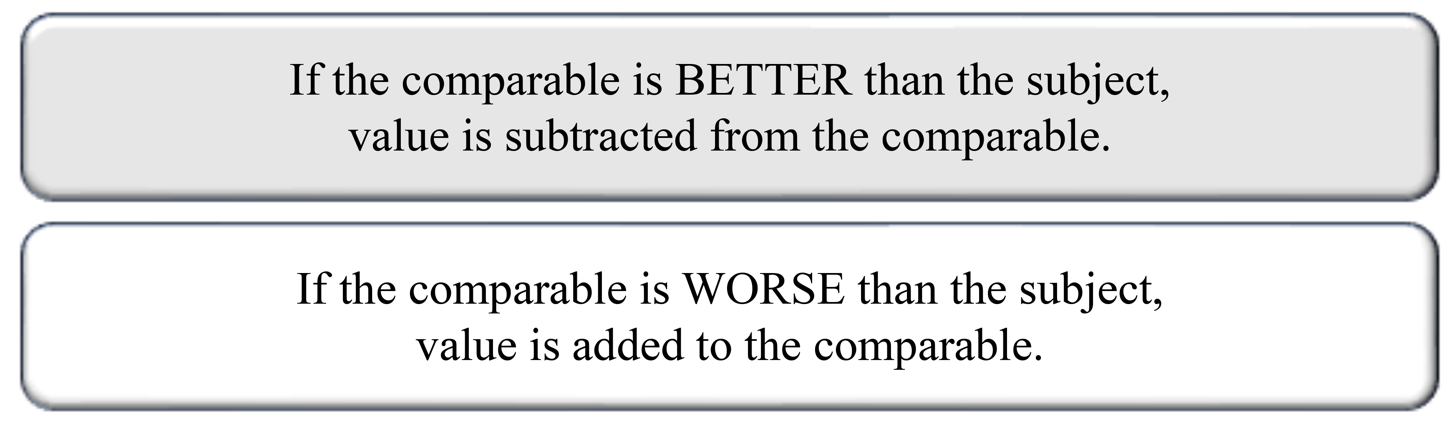 If the comparable is BETTER than the subject,
value is subtracted from the comparable.
If the comparable is WORSE than the subject,
value is added to the comparable.